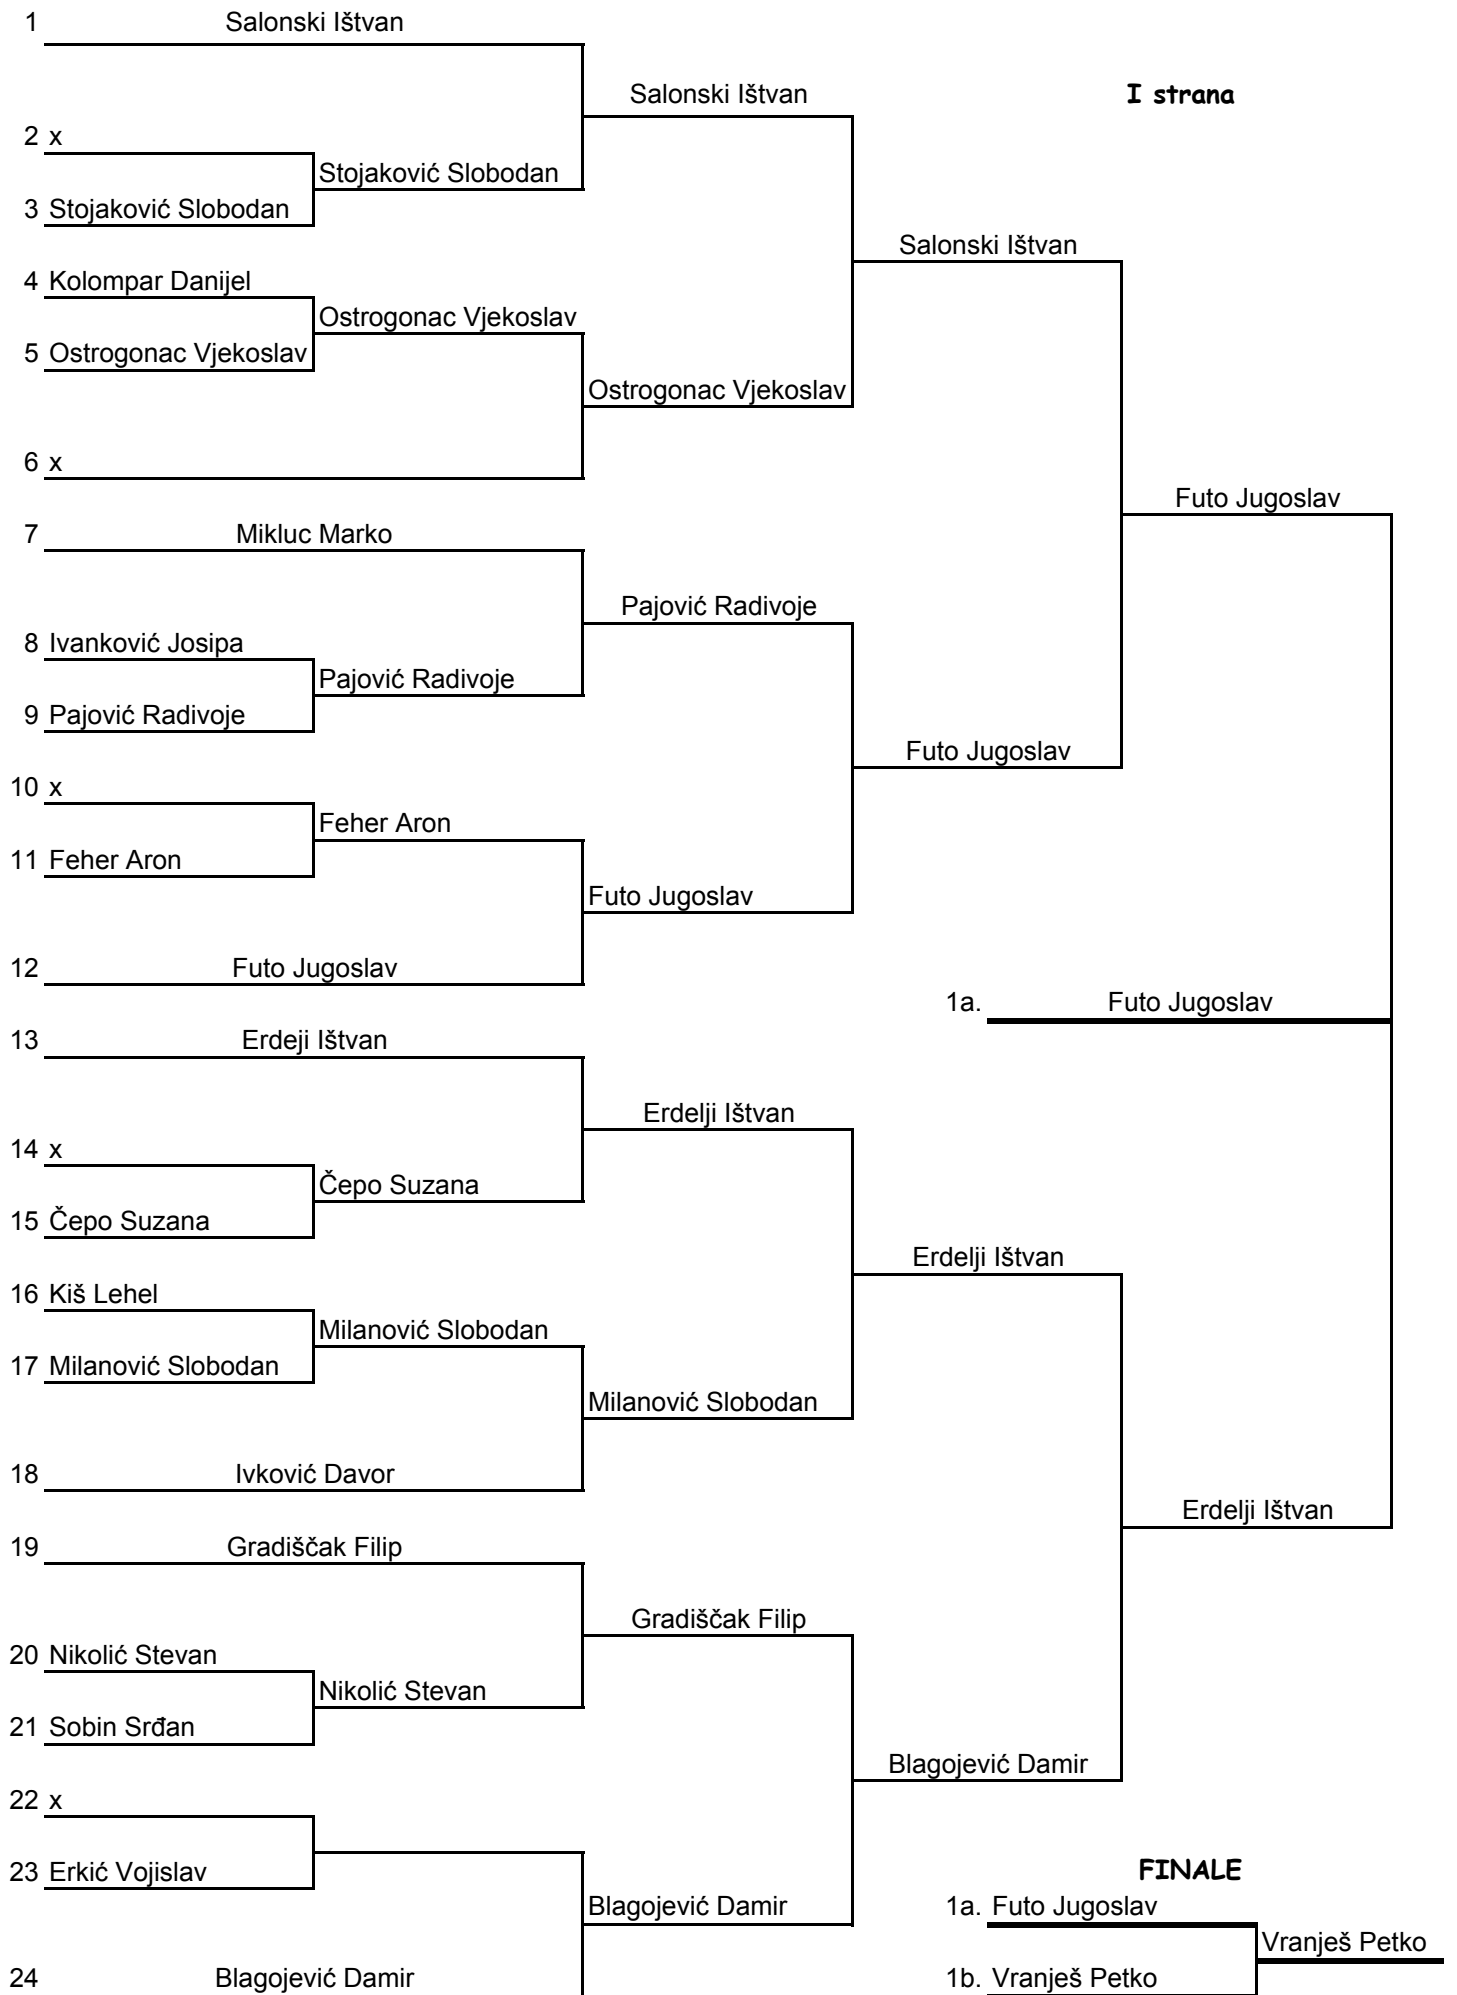 1 Salonski Ištvan
Salonski Ištvan
I strana
2 x
Stojaković Slobodan
3 Stojaković Slobodan
Salonski Ištvan
4 Kolompar Danijel
Ostrogonac Vjekoslav
5 Ostrogonac Vjekoslav
Ostrogonac Vjekoslav
6 x
Futo Jugoslav
7 Mikluc Marko
Pajović Radivoje
8 Ivanković Josipa
Pajović Radivoje
9 Pajović Radivoje
Futo Jugoslav
10 x
Feher Aron
11 Feher Aron
Futo Jugoslav
12 Futo Jugoslav
1a. Futo Jugoslav
13 Erdeji Ištvan
Erdelji Ištvan
14 x
Čepo Suzana
15 Čepo Suzana
Erdelji Ištvan
16 Kiš Lehel
Milanović Slobodan
17 Milanović Slobodan
Milanović Slobodan
18 Ivković Davor
Erdelji Ištvan
19 Gradiščak Filip
Gradiščak Filip
20 Nikolić Stevan
Nikolić Stevan
21 Sobin Srđan
Blagojević Damir
22 x
23 Erkić Vojislav
FINALE
Blagojević Damir
1a. Futo Jugoslav
Vranješ Petko
24 Blagojević Damir
1b. Vranješ Petko